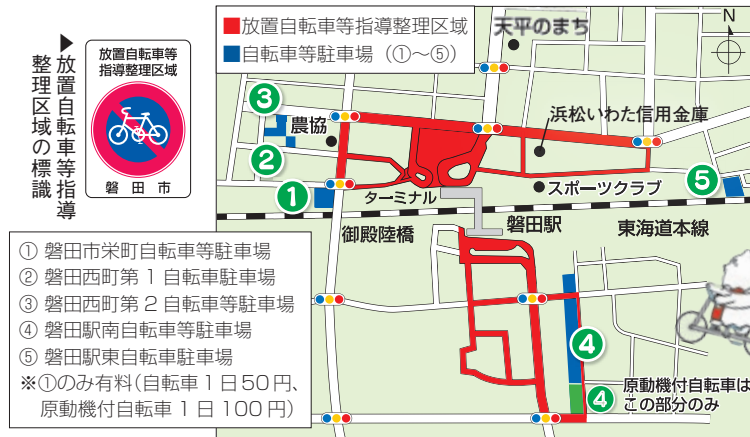 ▶放置自転車等指導
整理区域の標識
放置自転車等
指導整理区域
磐田市
■放置自転車等指導整理区域
■自転車等駐車場（①～⑤）
天平のまち
N
③
農協
浜松いわた信用金庫
②
①
ターミナル
スポーツクラブ
⑤
御殿陸橋
磐田駅
東海道本線
① 磐田市栄町自転車等駐車場
② 磐田西町第1自転車駐車場
③ 磐田西町第2自転車等駐車場
④ 磐田駅南自転車等駐車場
⑤ 磐田駅東自転車駐車場
※①のみ有料（自転車1日50円、
原動機付自転車1日100円）
④
④
原動機付自転車は
この部分のみ